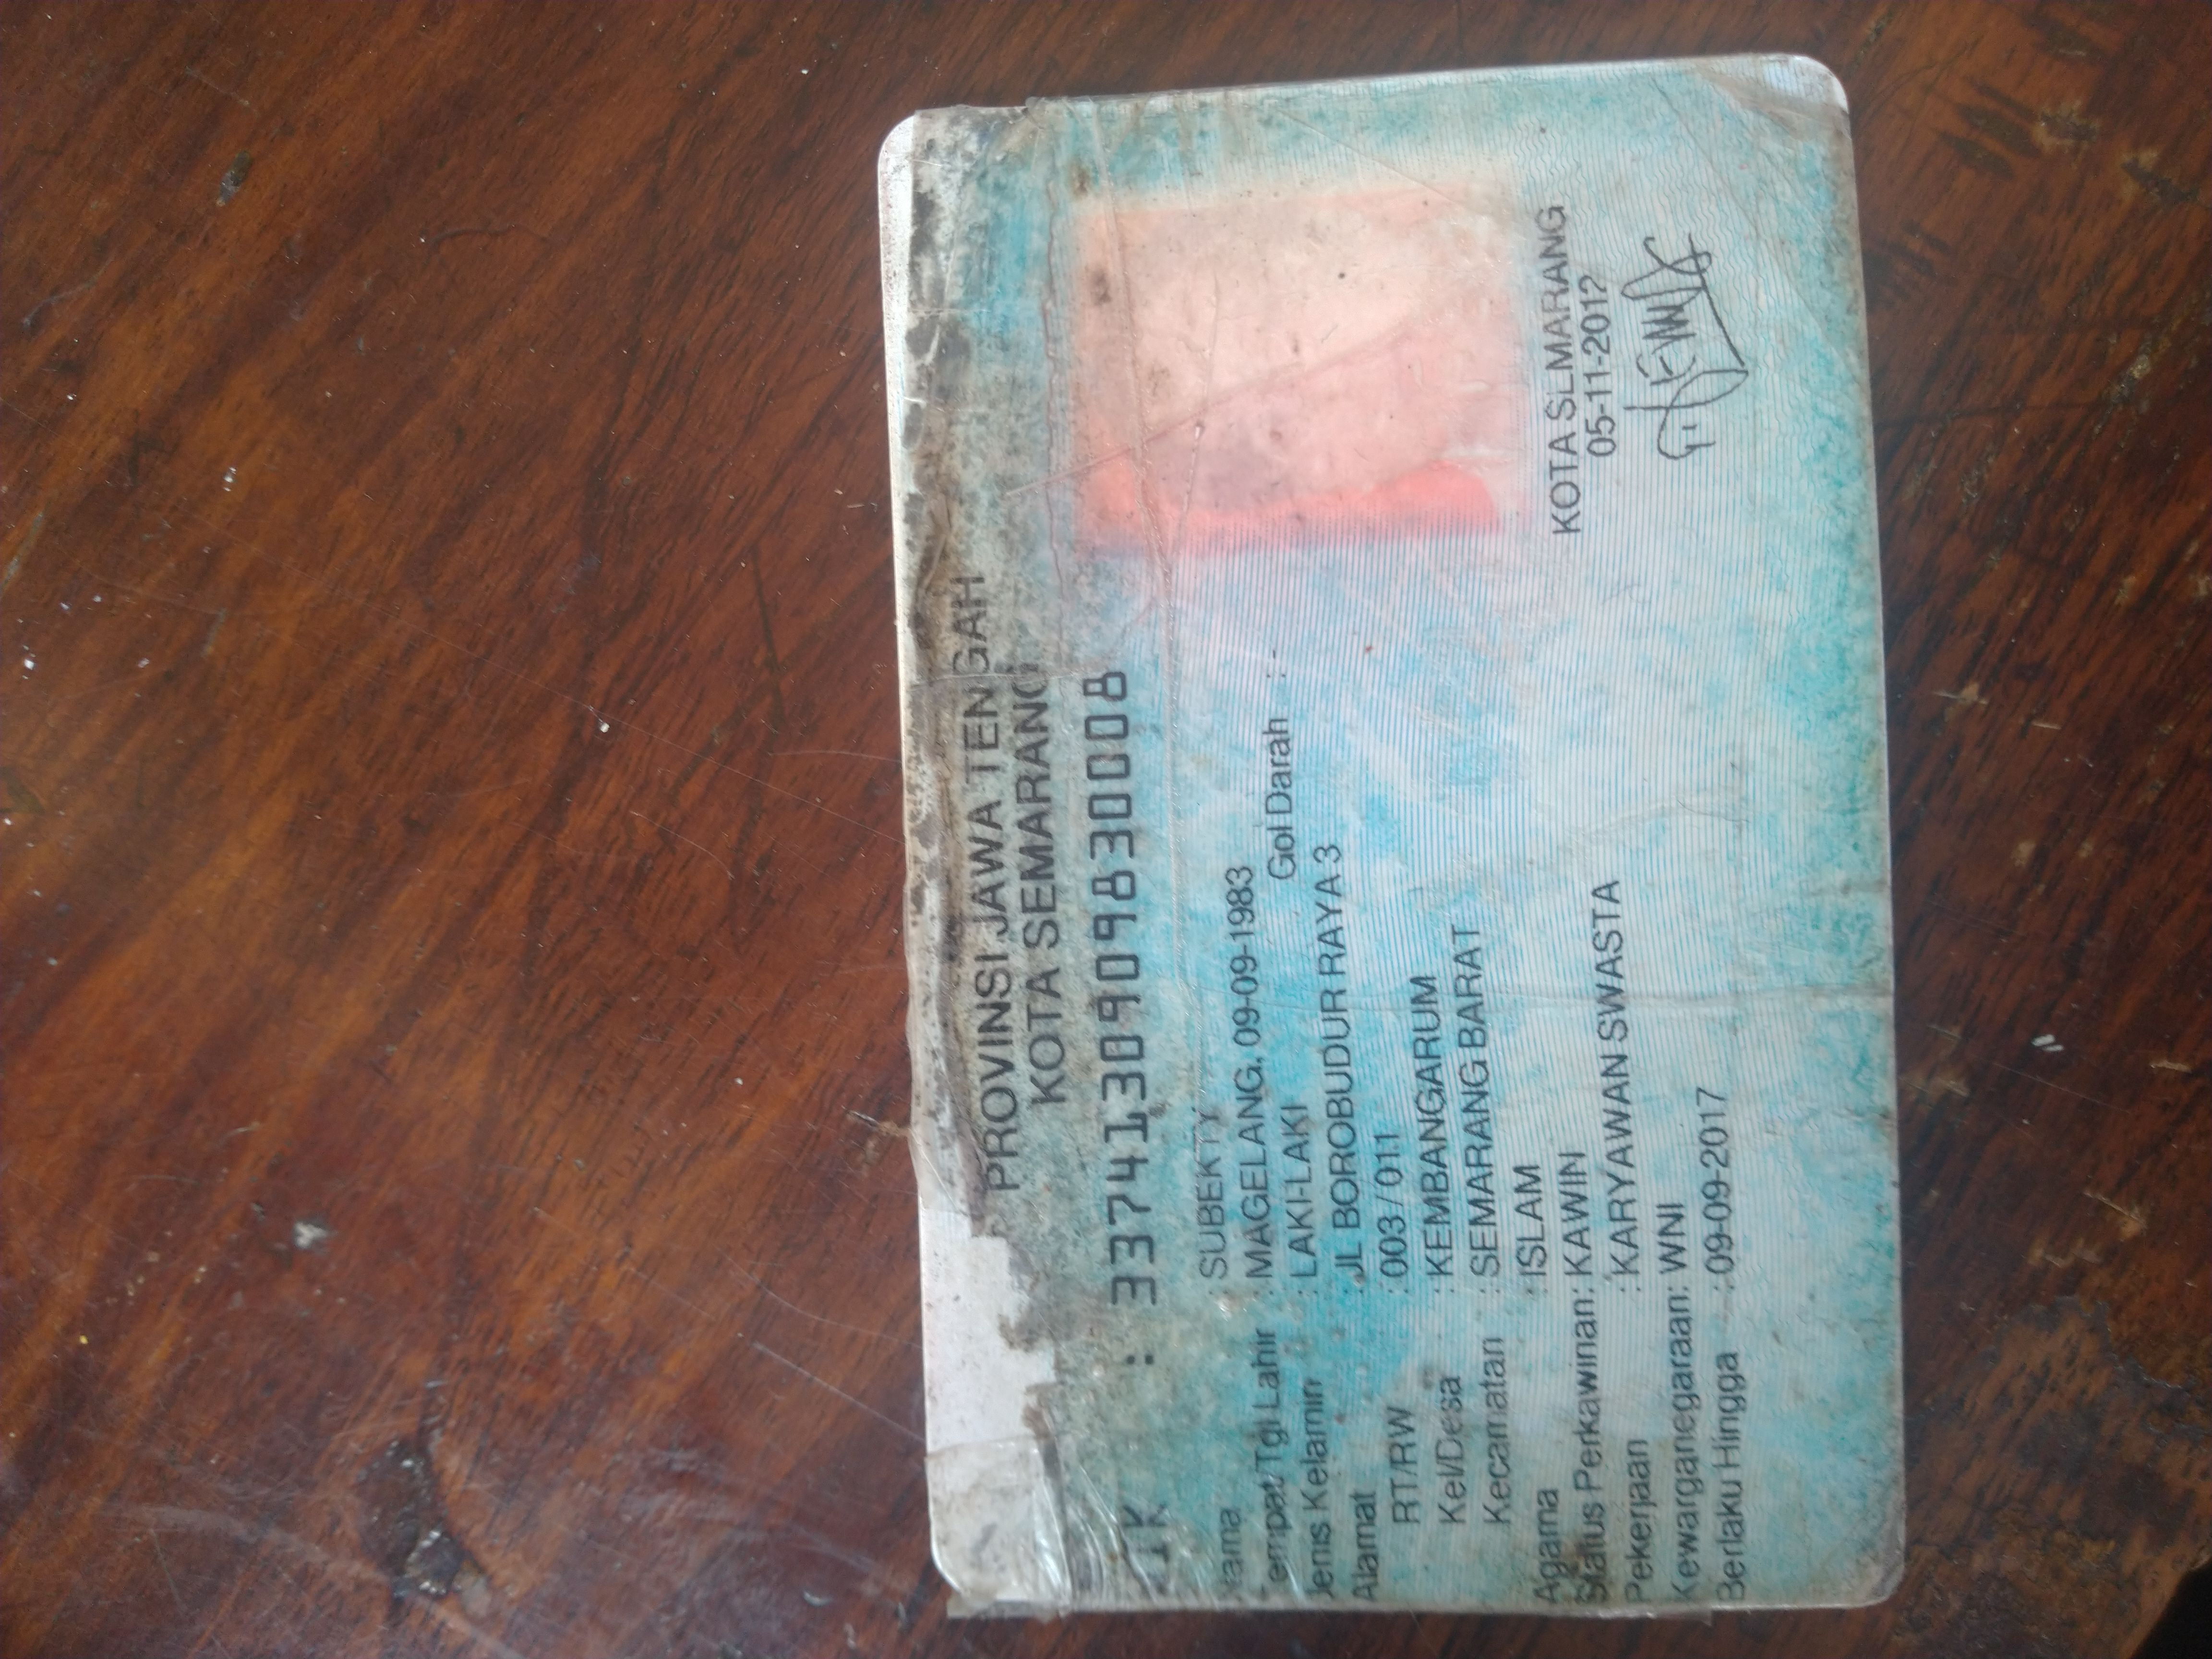 PROVINSI JAWA TENGAH
KOTA SEMARANG
NIK : 3374130909830008
Nama : SUBEKTY
Tempat/Tgl Lahir : MAGELANG, 09-09-1983
Jenis Kelamin : LAKI-LAKI Gol Darah : -
Alamat : JL BOROBUDUR RAYA 3
RT/RW : 003 / 011
Kel/Desa : KEMBANGARUM
Kecamatan : SEMARANG BARAT
Agama : ISLAM
Status Perkawinan: KAWIN
Pekerjaan : KARYAWAN SWASTA
Kewarganegaraan: WNI
Berlaku Hingga : 09-09-2017
KOTA SEMARANG
05-11-2012